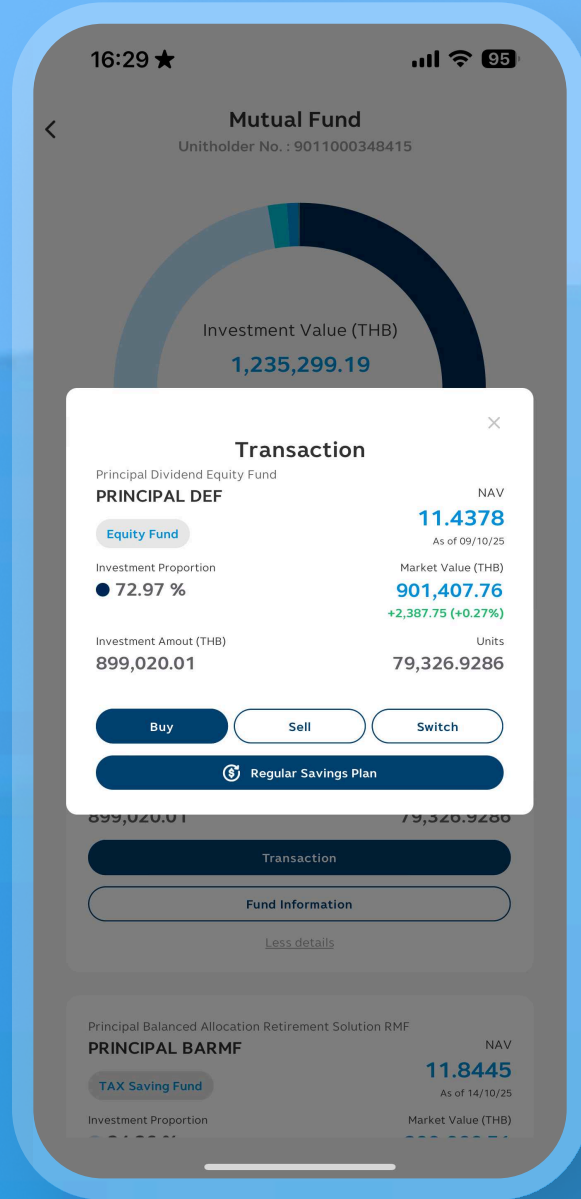 16:29
95
Mutual Fund
Unitholder No. : 9011000348415
Investment Value (THB)
1,235,299.19
Transaction
Principal Dividend Equity Fund
PRINCIPAL DEF
NAV
11.4378
Equity Fund
As of 09/10/25
Investment Proportion
Market Value (THB)
72.97 %
901,407.76
+2,387.75 (+0.27%)
Investment Amout (THB)
Units
899,020.01
79,326.9286
Buy
Sell
Switch
Regular Savings Plan
899,020.01
79,326.9286
Transaction
Fund Information
Less details
Principal Balanced Allocation Retirement Solution RMF
PRINCIPAL BARMF
NAV
11.8445
TAX Saving Fund
As of 14/10/25
Investment Proportion
Market Value (THB)